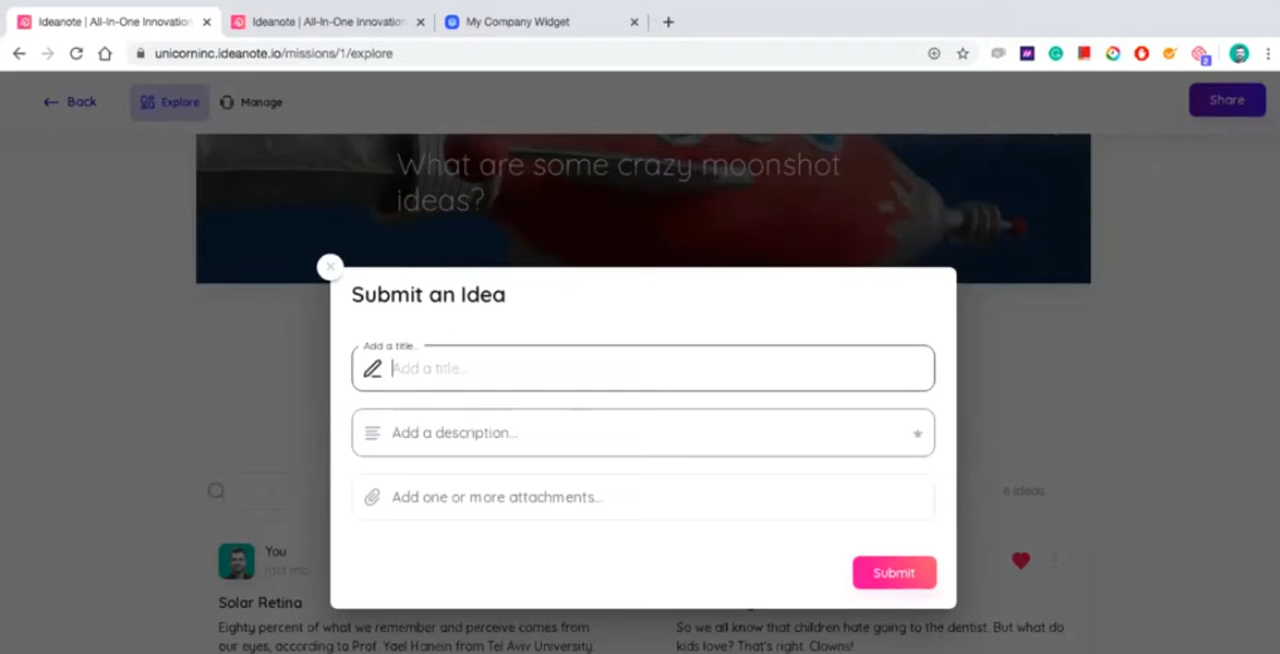 Ideanote | All-In-One Innovation
Ideanote | All-In-One Innovation
My Company Widget
unicorninc.ideanote.io/missions/1/explore
2
Back
Explore
Manage
Share
What are some crazy moonshot
ideas?
Submit an Idea
Add a title..
Add a title...
Add a description...
Add one or more attachments...
Submit
6 Ideas
You
last mo
Solar Retina
Eighty percent of what we remember and perceive comes from
our eyes, according to Prof. Yael Hanein from Tel Aviv University.
So we all know that children hate going to the dentist. But what do
kids love? That's right. Clowns!